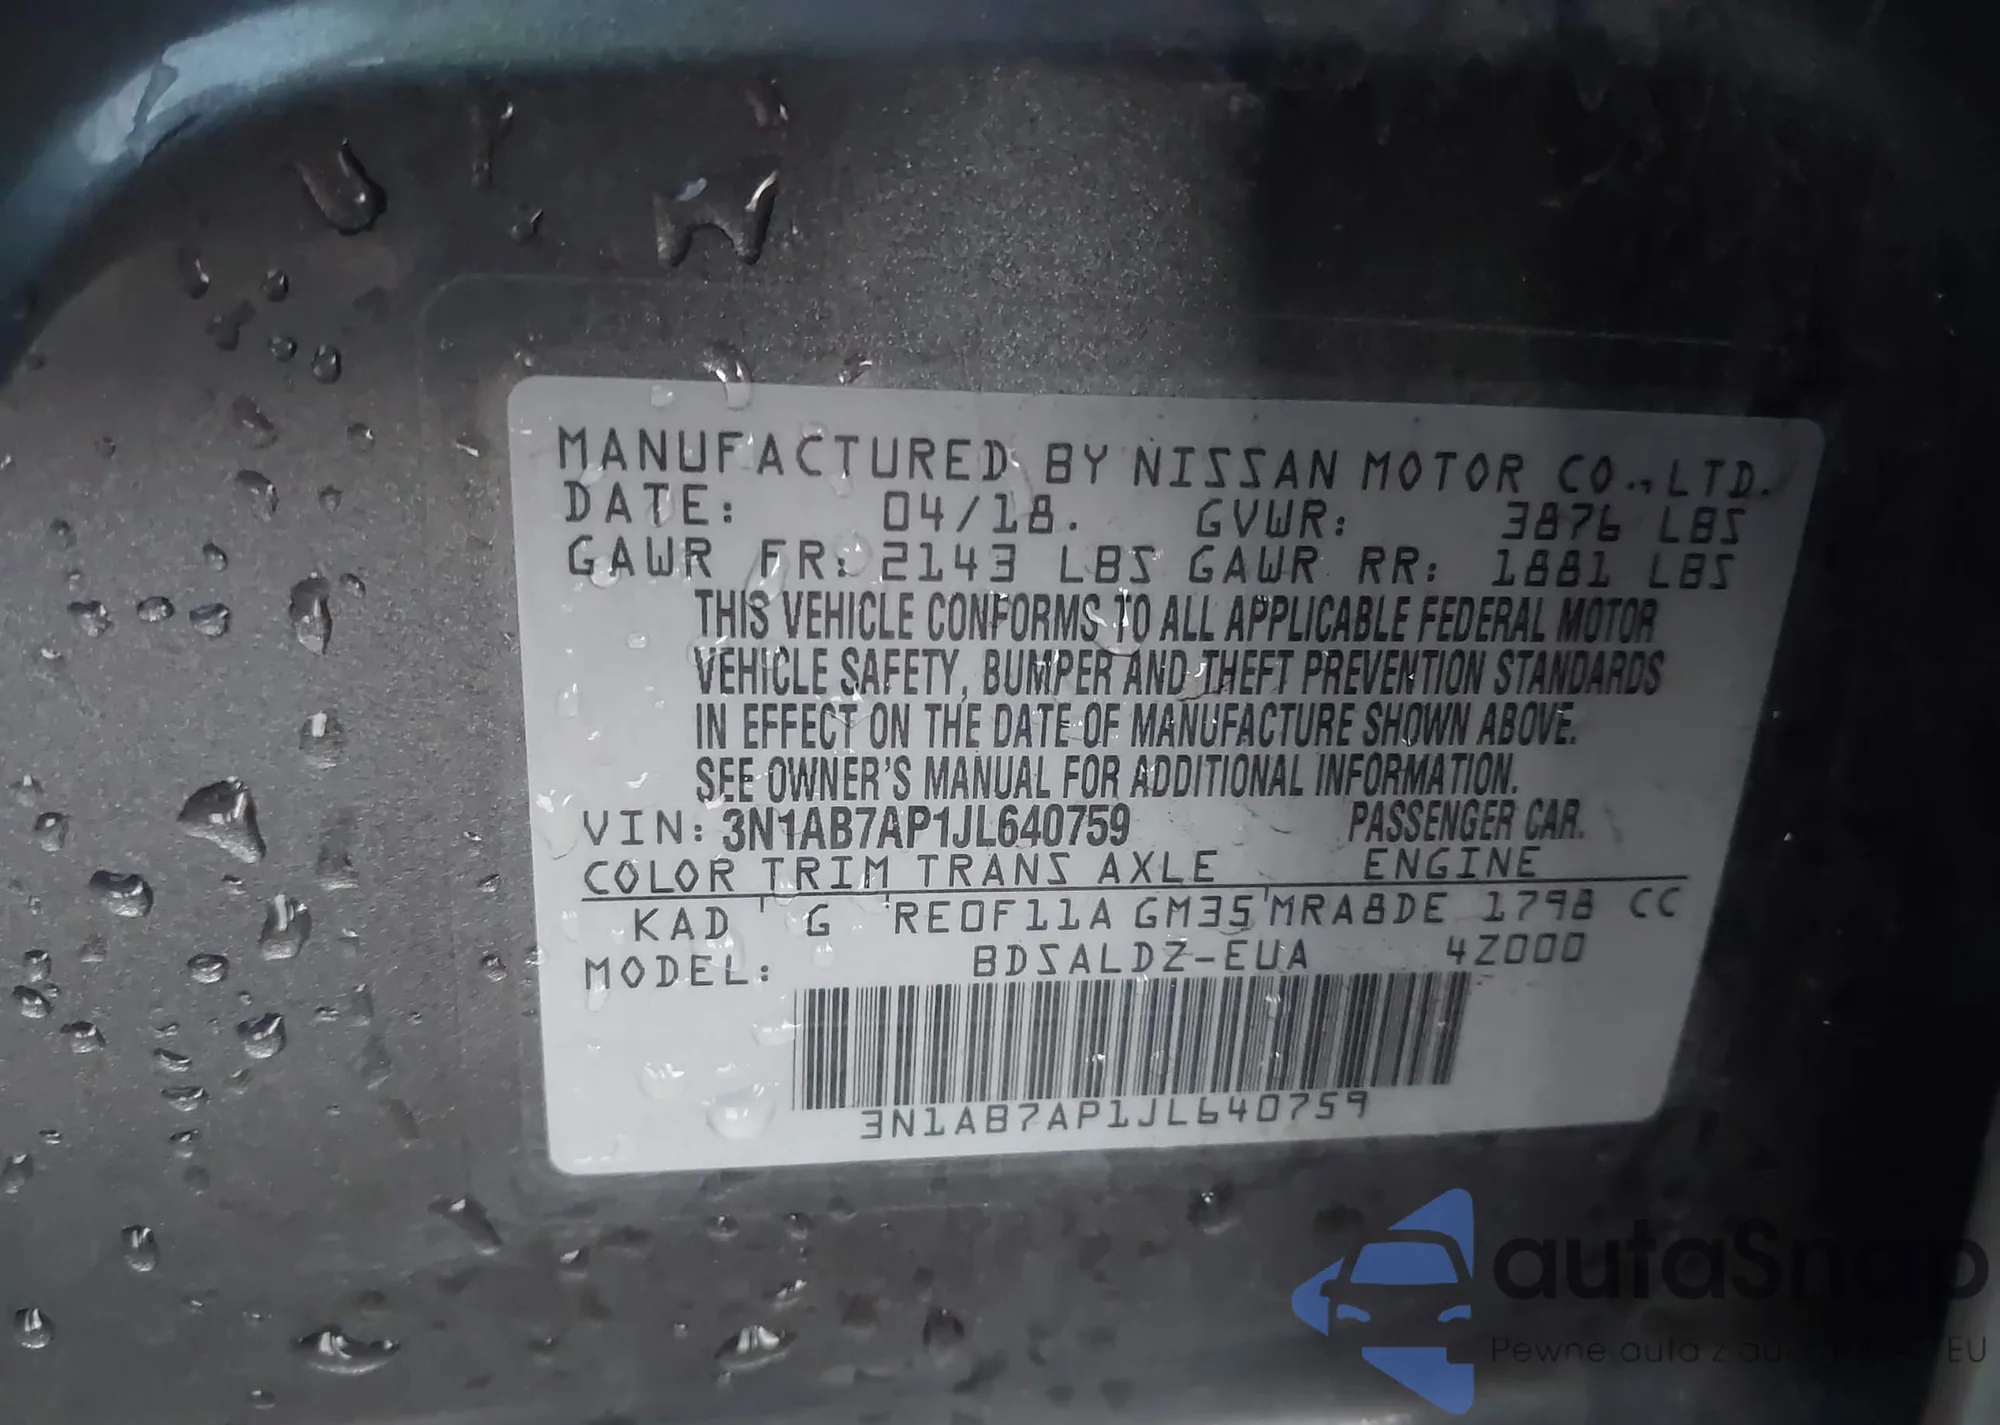 MANUFACTURED BY NISSAN MOTOR CO.,LTD.
DATE: 04/18. GVWR: 3876 LBS
GAWR FR: 2143 LBS GAWR RR: 1881 LBS
THIS VEHICLE CONFORMS TO ALL APPLICABLE FEDERAL MOTOR
VEHICLE SAFETY, BUMPER AND THEFT PREVENTION STANDARDS
IN EFFECT ON THE DATE OF MANUFACTURE SHOWN ABOVE.
SEE OWNER'S MANUAL FOR ADDITIONAL INFORMATION.
VIN: 3N1AB7AP1JL640759 PASSENGER CAR.
COLOR TRIM TRANS AXLE ENGINE
KAD G RE0F11A GM35 MRA8DE 1798 CC
MODEL: BDSALDZ-EUA 4Z000
3N1AB7AP1JL640759
autaSnap
Pewne auta z EU